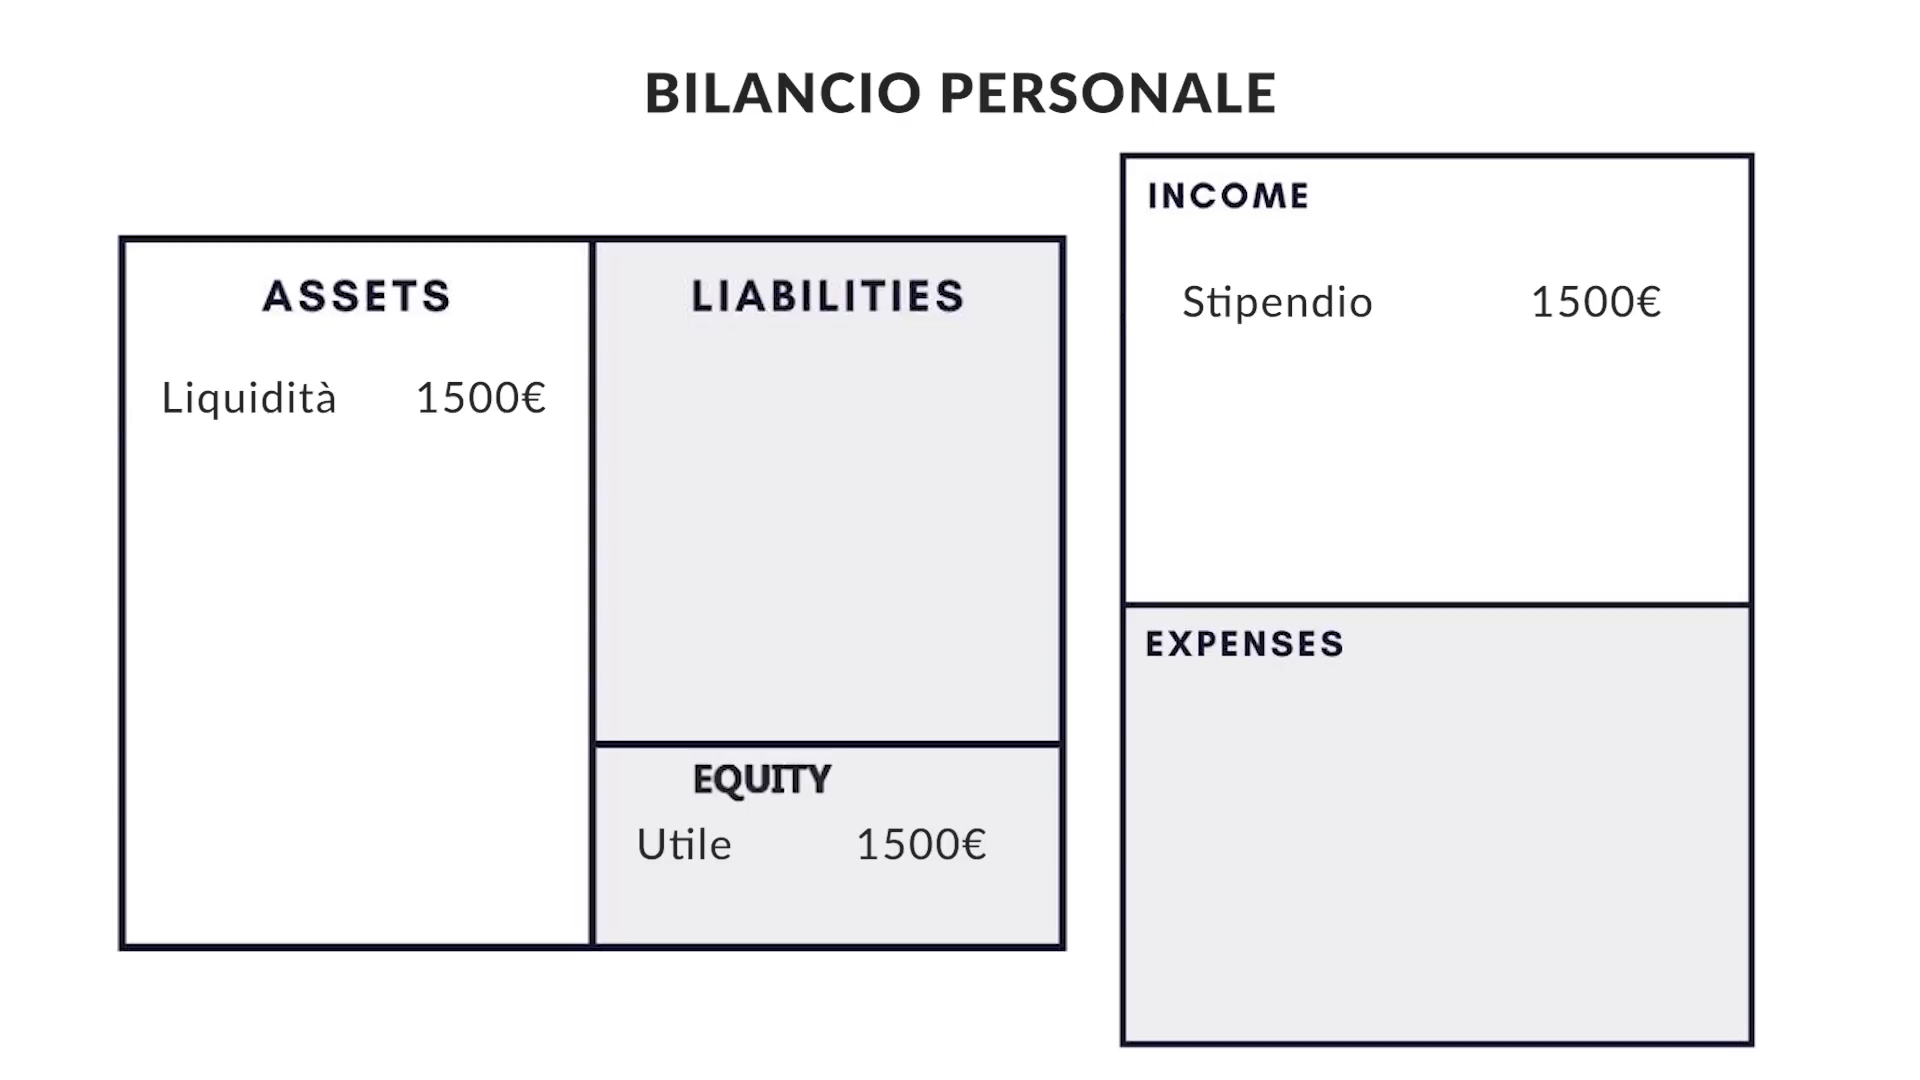 BILANCIO PERSONALE
ASSETS
Liquidità 1500€
LIABILITIES
EQUITY
Utile 1500€
INCOME
Stipendio 1500€
EXPENSES